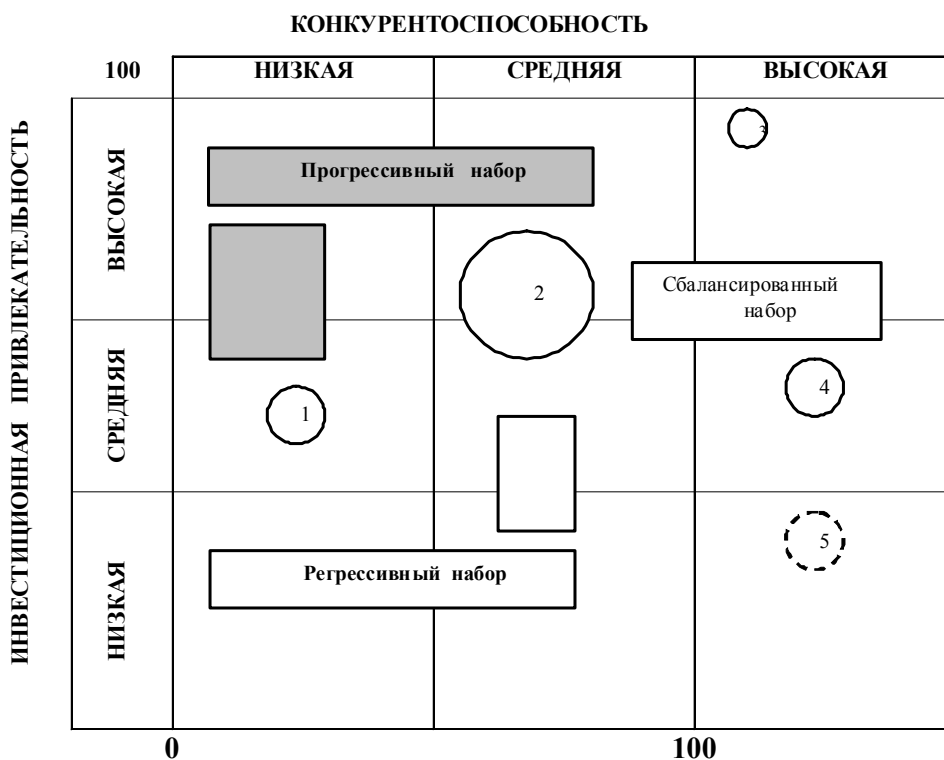 КОНКУРЕНТОСПОСОБНОСТЬ
100 НИЗКАЯ СРЕДНЯЯ ВЫСОКАЯ
ИНВЕСТИЦИОННАЯ ПРИВЛЕКАТЕЛЬНОСТЬ
ВЫСОКАЯ
3
Прогрессивный набор
2
Сбалансированный
набор
СРЕДНЯЯ
1
4
5
НИЗКАЯ
Регрессивный набор
0 100